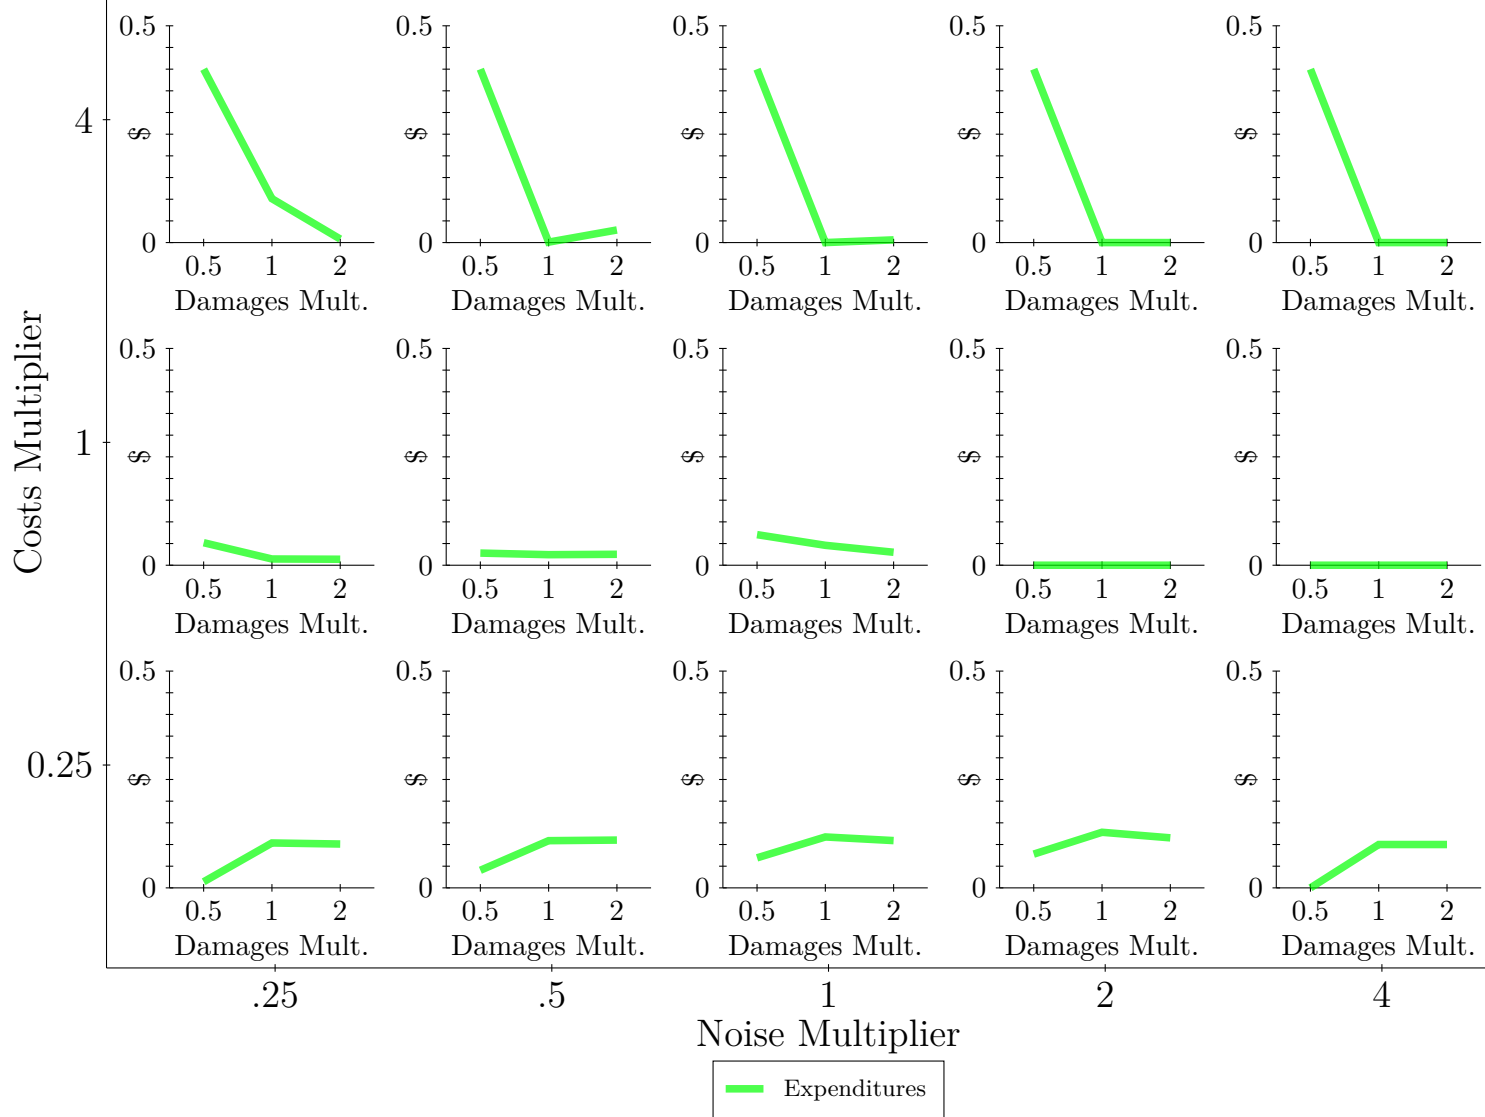 0.5 0.5 0.5 0.5 0.5
4 $ $ $ $ $
0 0 0 0 0
0.5 1 2 0.5 1 2 0.5 1 2 0.5 1 2 0.5 1 2
Damages Mult. Damages Mult. Damages Mult. Damages Mult. Damages Mult.
Costs Multiplier
0.5 0.5 0.5 0.5 0.5
1 $ $ $ $ $
0 0 0 0 0
0.5 1 2 0.5 1 2 0.5 1 2 0.5 1 2 0.5 1 2
Damages Mult. Damages Mult. Damages Mult. Damages Mult. Damages Mult.
0.5 0.5 0.5 0.5 0.5
0.25 $ $ $ $ $
0 0 0 0 0
0.5 1 2 0.5 1 2 0.5 1 2 0.5 1 2 0.5 1 2
Damages Mult. Damages Mult. Damages Mult. Damages Mult. Damages Mult.
.25 .5 1 2 4
Noise Multiplier
Expenditures